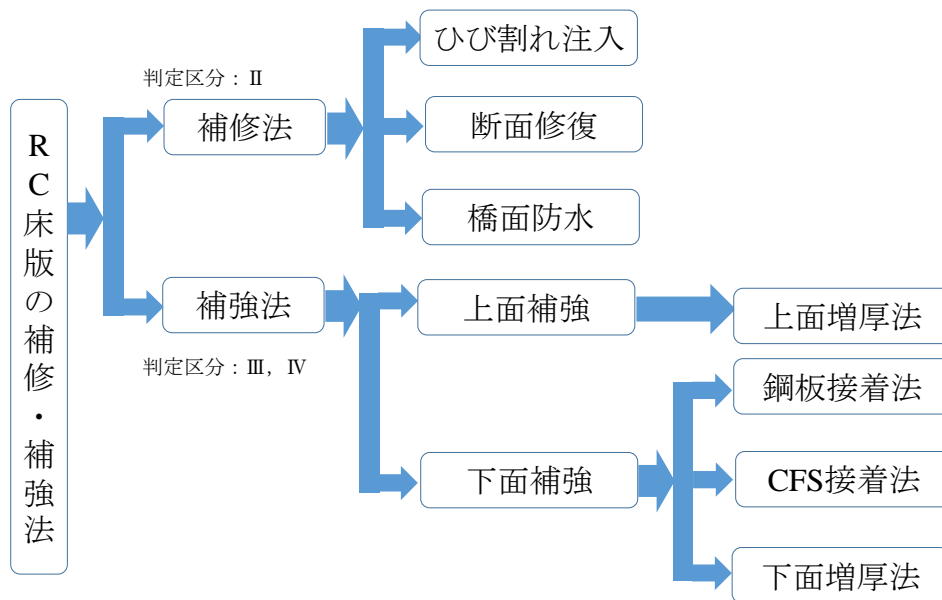 RC床版の補修・補強法
判定区分：Ⅱ
補修法
ひび割れ注入
断面修復
橋面防水
補強法
判定区分：Ⅲ，Ⅳ
上面補強
上面増厚法
下面補強
鋼板接着法
CFS接着法
下面増厚法